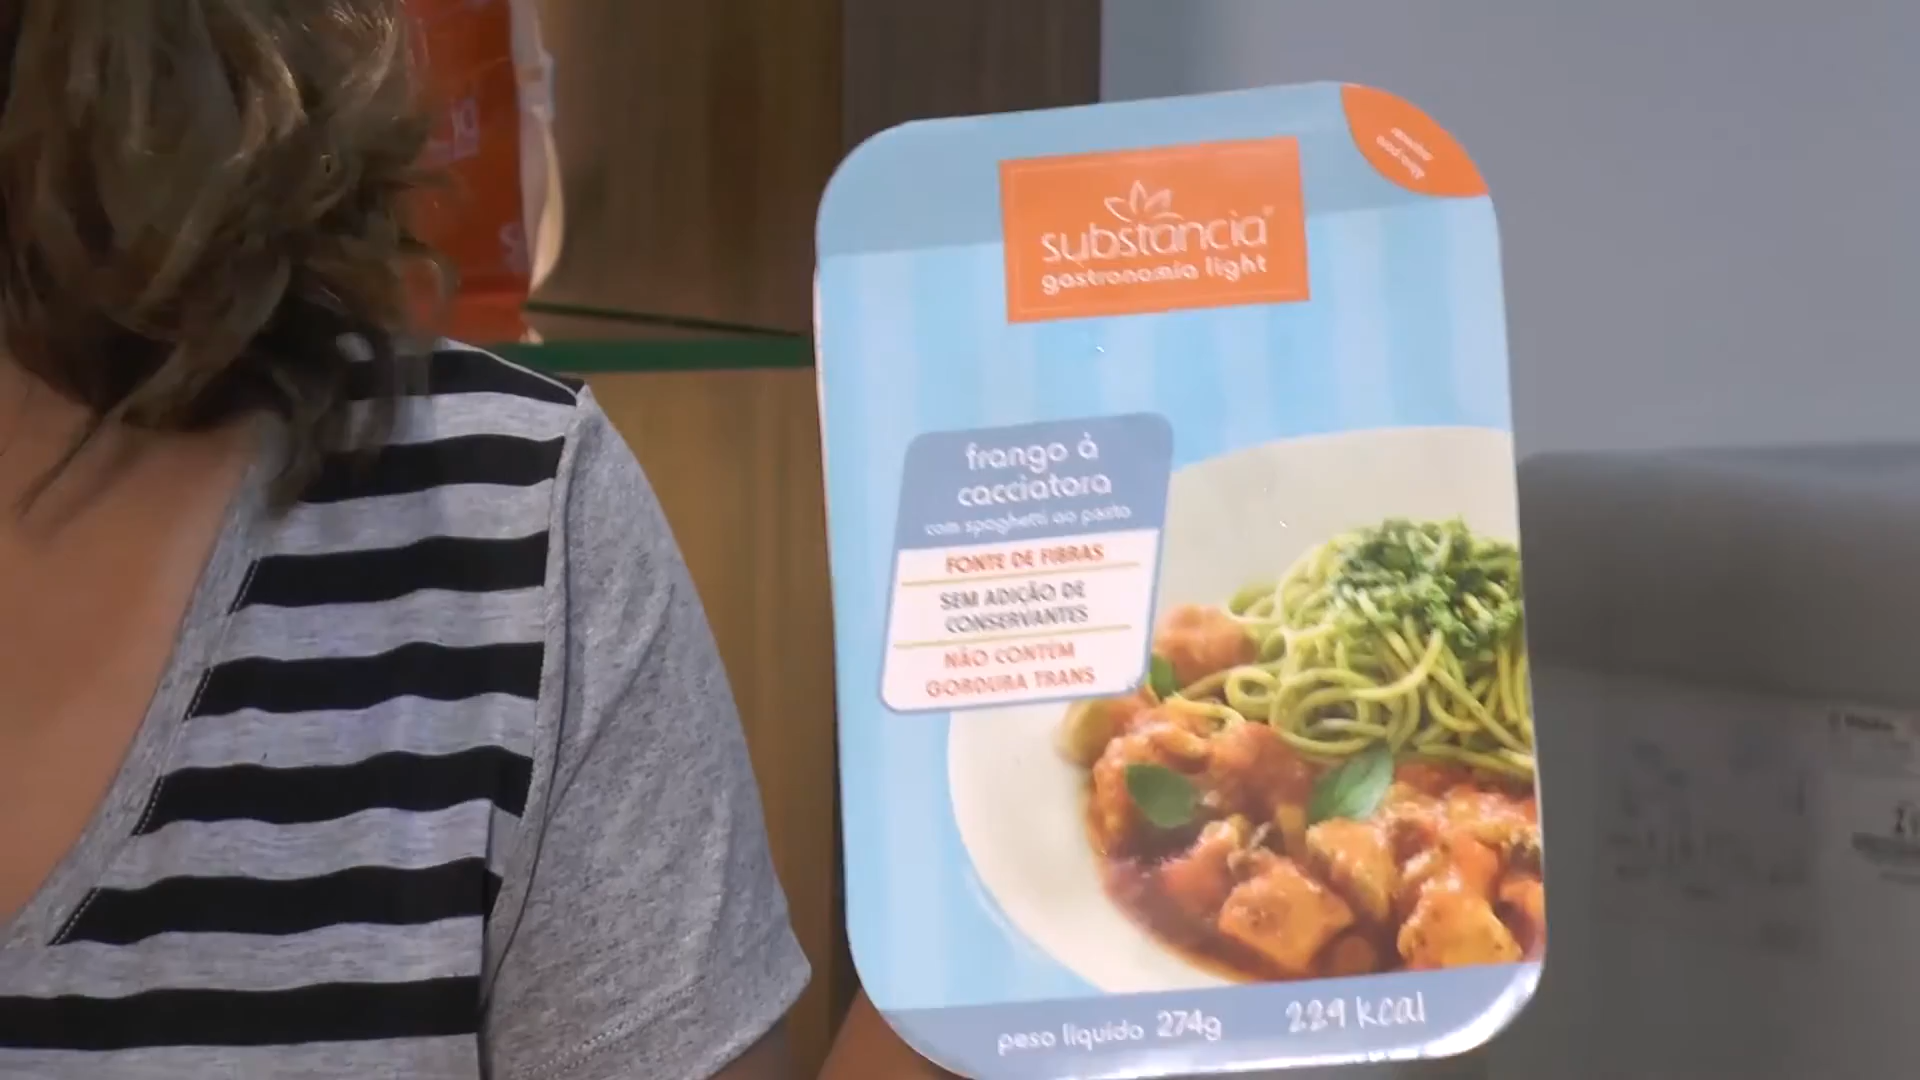 substância
gastronomia light
frango à
cacciatora
com spaghetti ao pesto
FONTE DE FIBRAS
SEM ADIÇÃO DE
CONSERVANTES
NÃO CONTÉM
GORDURA TRANS
peso líquido 274g
229 kcal